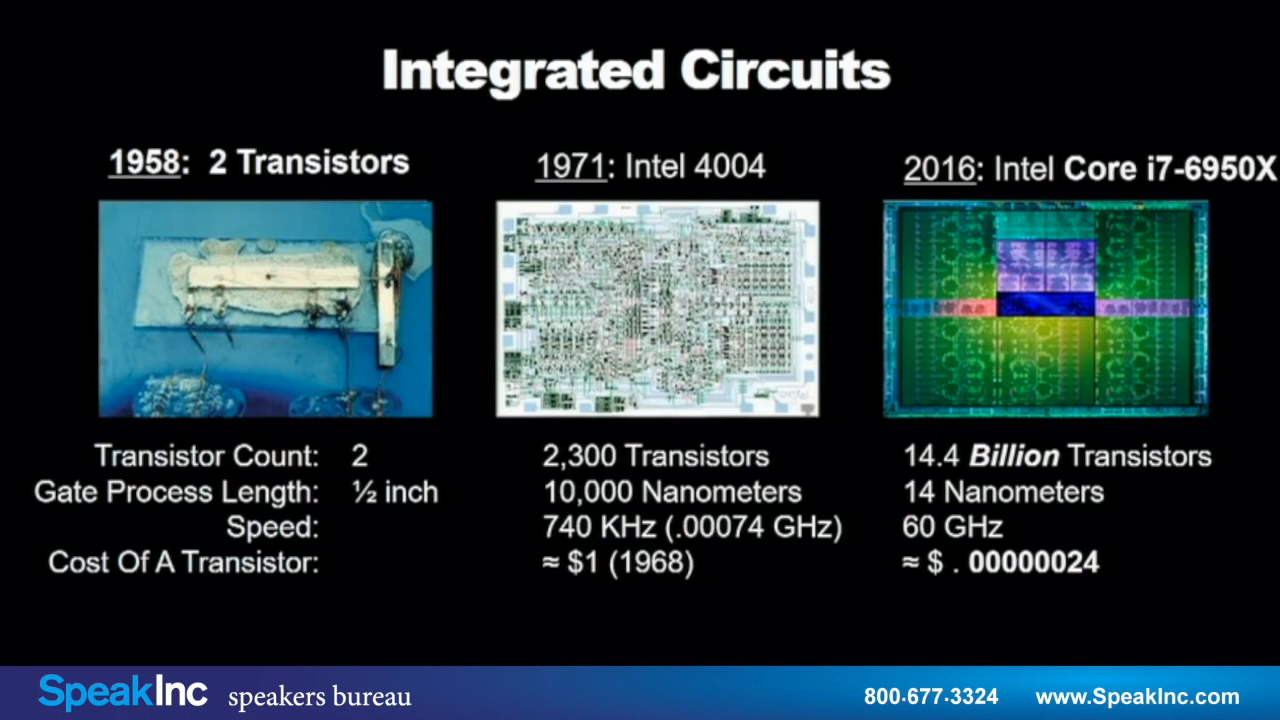 Integrated Circuits
1958: 2 Transistors
1971: Intel 4004
2016: Intel Core i7-6950X
Transistor Count: 2
2,300 Transistors
14.4 Billion Transistors
Gate Process Length: ½ inch
10,000 Nanometers
14 Nanometers
Speed:
740 KHz (.00074 GHz)
60 GHz
Cost Of A Transistor:
≈ $1 (1968)
≈ $ . 00000024
SpeakInc speakers bureau
800-677-3324
www.SpeakInc.com